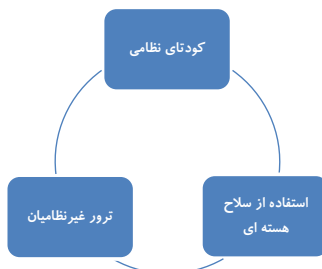 کودتای نظامی
استفاده از سلاح
هسته ای
ترور غیرنظامیان